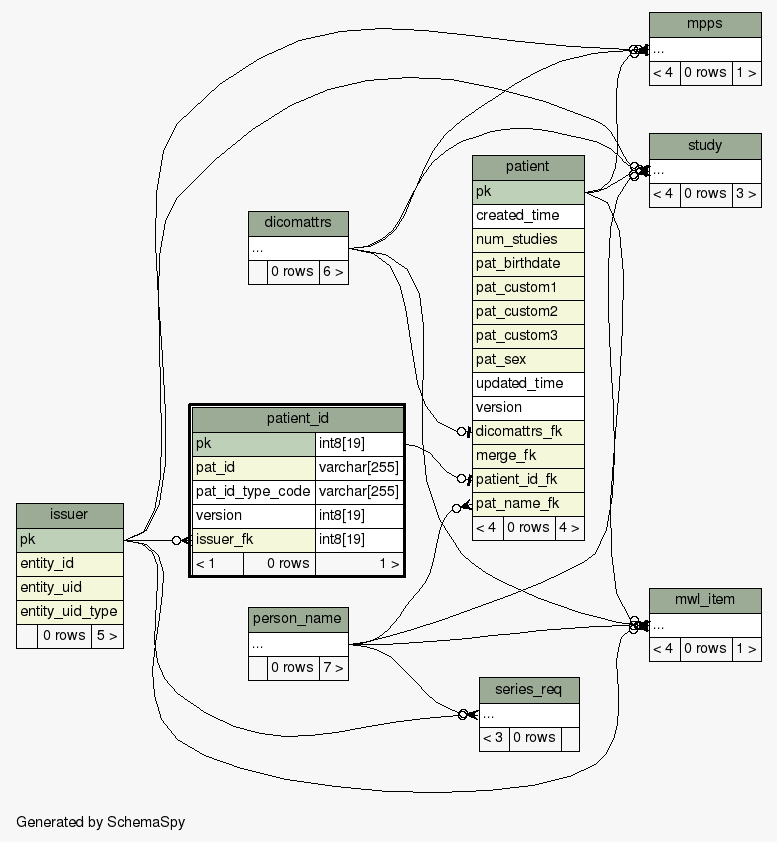 mpps
...
< 4 0 rows 1 >
study
...
< 4 0 rows 3 >
patient
pk
created_time
num_studies
pat_birthdate
pat_custom1
pat_custom2
pat_custom3
pat_sex
updated_time
version
dicomattrs_fk
merge_fk
patient_id_fk
pat_name_fk
< 4 0 rows 4 >
dicomattrs
...
0 rows 6 >
patient_id
pk int8[19]
pat_id varchar[255]
pat_id_type_code varchar[255]
version int8[19]
issuer_fk int8[19]
< 1 0 rows 1 >
issuer
pk
entity_id
entity_uid
entity_uid_type
0 rows 5 >
person_name
...
0 rows 7 >
mwl_item
...
< 4 0 rows 1 >
series_req
...
< 3 0 rows
Generated by SchemaSpy